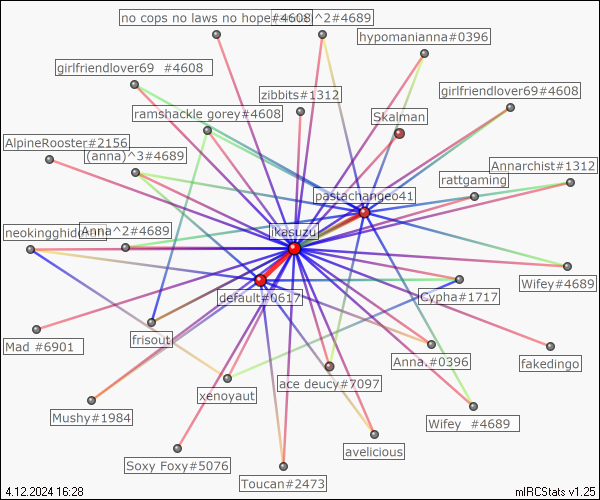 no cops no laws no hope#4608
^2#4689
hypomanianna#0396
girlfriendlover69 #4608
zibbits#1312
girlfriendlover69#4608
ramshackle gorey#4608
Skalman
AlpineRooster#2156
(anna)^3#4689
Annarchist#1312
rattgaming
pastachangeo41
neokingghidorah
Anna^2#4689
ikasuzu
Wifey#4689
default#0617
Cypha#1717
Mad #6901
frisout
Anna.#0396
fakedingo
ace deucy#7097
xenoyaut
Mushy#1984
Wifey #4689
avelicious
Soxy Foxy#5076
Toucan#2473
4.12.2024 16:28
mIRCStats v1.25